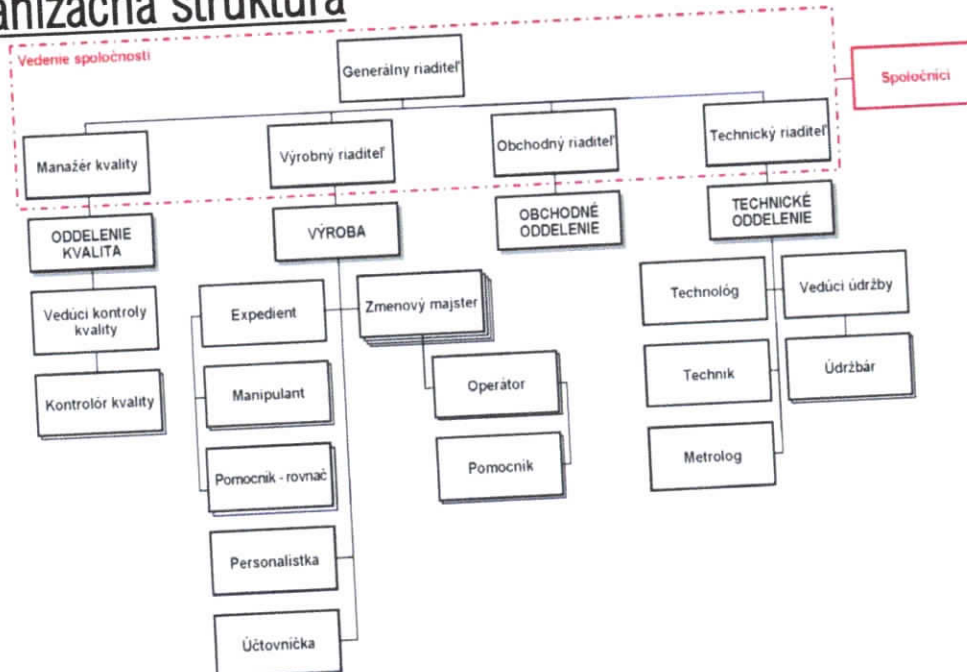 anizačná štruktúra
Vedenie spoločnosti
Generálny riaditeľ
Spoločníci
Manažér kvality
Výrobný riaditeľ
Obchodný riaditeľ
Technický riaditeľ
ODDELENIE
KVALITA
VÝROBA
OBCHODNÉ
ODDELENIE
TECHNICKÉ
ODDELENIE
Vedúci kontroly
kvality
Expedient
Zmenový majster
Technológ
Vedúci údržby
Kontrolór kvality
Manipulant
Operátor
Technik
Údržbár
Pomocník - rovnač
Pomocník
Metrolog
Personalistka
Účtovníčka